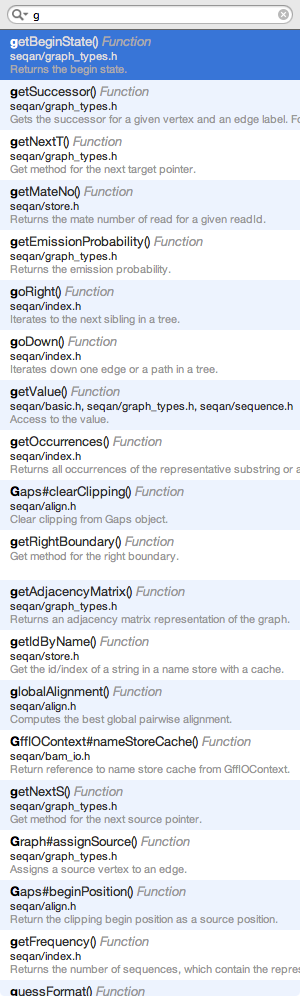 g
getBeginState() Function
seqan/graph_types.h
Returns the begin state.
getSuccessor() Function
seqan/graph_types.h
Gets the successor for a given vertex and an edge label. Fo
getNextT() Function
seqan/graph_types.h
Get method for the next target pointer.
getMateNo() Function
seqan/store.h
Returns the mate number of read for a given readId.
getEmissionProbability() Function
seqan/graph_types.h
Returns the emission probability.
goRight() Function
seqan/index.h
Iterates to the next sibling in a tree.
goDown() Function
seqan/index.h
Iterates down one edge or a path in a tree.
getValue() Function
seqan/basic.h, seqan/graph_types.h, seqan/sequence.h
Access to the value.
getOccurrences() Function
seqan/index.h
Returns all occurrences of the representative substring or a
Gaps#clearClipping() Function
seqan/align.h
Clear clipping from Gaps object.
getRightBoundary() Function
Get method for the right boundary.
getAdjacencyMatrix() Function
seqan/graph_types.h
Returns an adjacency matrix representation of the graph.
getIdByName() Function
seqan/store.h
Get the id/index of a string in a name store with a cache.
globalAlignment() Function
seqan/align.h
Computes the best global pairwise alignment.
GffIOContext#nameStoreCache() Function
seqan/bam_io.h
Return reference to name store cache from GffIOContext.
getNextS() Function
seqan/graph_types.h
Get method for the next source pointer.
Graph#assignSource() Function
seqan/graph_types.h
Assigns a source vertex to an edge.
Gaps#beginPosition() Function
seqan/align.h
Return the clipping begin position as a source position.
getFrequency() Function
seqan/index.h
Returns the number of sequences, which contain the repres
guessFormat() Function